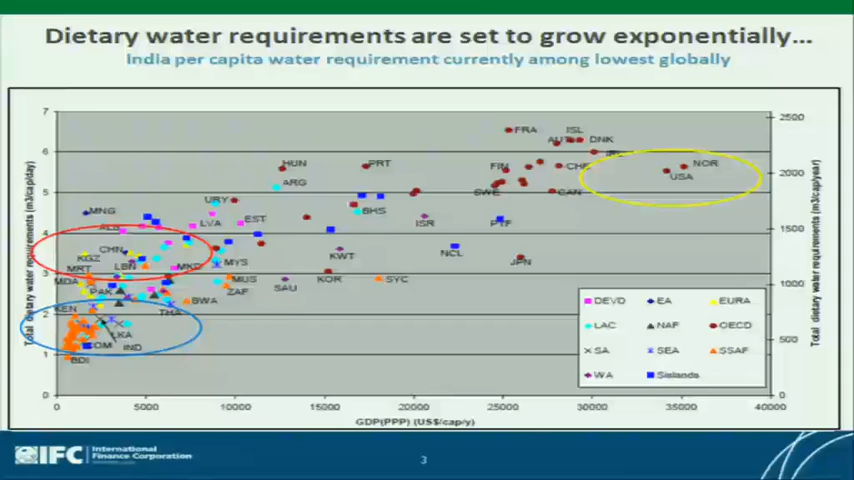 Dietary water requirements are set to grow exponentially...
India per capita water requirement currently among lowest globally
Total dietary water requirements (m3/cap/day)
7
6
5
4
3
2
1
0
2500
2000
1500
1000
500
0
Total dietary water requirements (m3/cap/year)
FRA
ISL
AUT
DNK
HUN
PRT
FIN
CHE
NOR
USA
ARG
SWE
CAN
URY
MNG
BHS
LVA
EST
ISR
ALB
CHN
KWT
NCL
JPN
KGZ
LBN
MKD
MYS
MRT
KOR
SYC
MDA
MUS
SAU
PAK
ZAF
BWA
KEN
THA
LKA
COM
IND
BDI
DEVD
EA
EURA
LAC
NAF
OECD
SA
SEA
SSAF
WA
SIslands
0
5000
10000
15000
20000
25000
30000
35000
40000
GDP(PPP) (US$/cap/y)
IFC
International
Finance Corporation
3